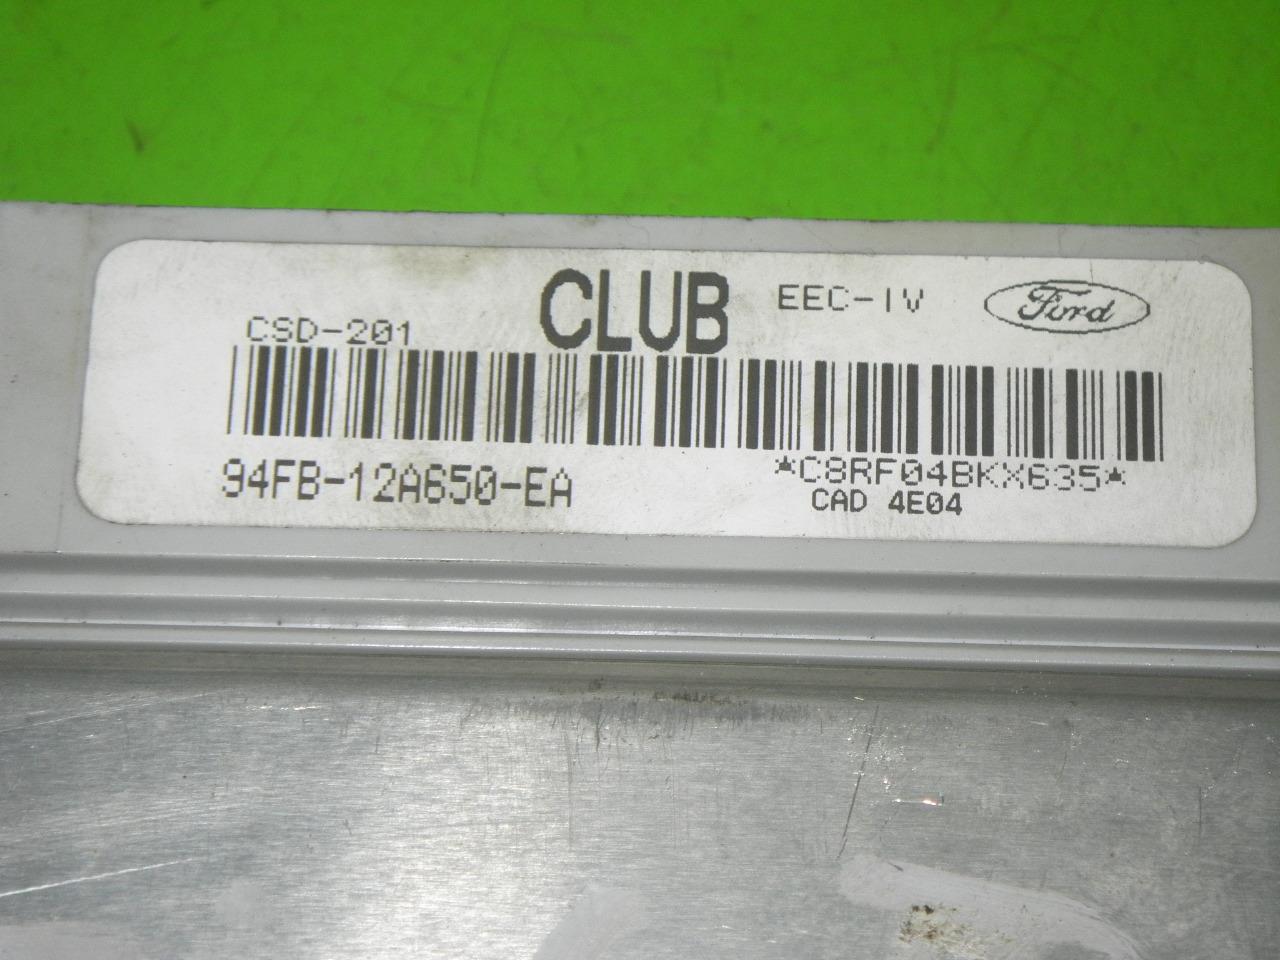 CLUB EEC-IV Ford
CSD-201
94FB-12A650-EA *C8RF04BKX635*
CAD 4E04